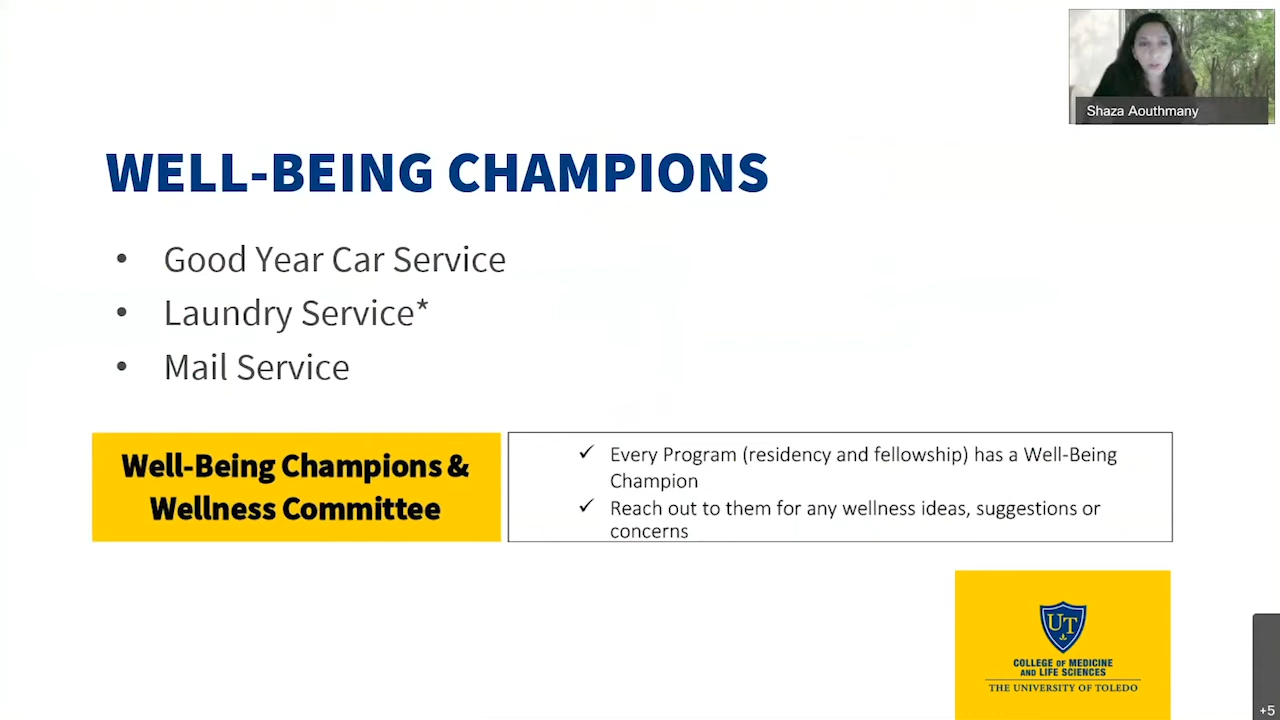 Shaza Aouthmany
WELL-BEING CHAMPIONS
• Good Year Car Service
• Laundry Service*
• Mail Service
Well-Being Champions &
Wellness Committee
✓ Every Program (residency and fellowship) has a Well-Being
Champion
✓ Reach out to them for any wellness ideas, suggestions or
concerns
UT
COLLEGE OF MEDICINE
AND LIFE SCIENCES
THE UNIVERSITY OF TOLEDO
+5